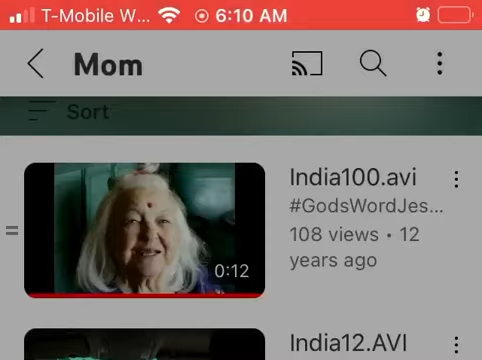 T-Mobile W... 6:10 AM
Mom
Sort
India100.avi
#GodsWordJes...
108 views • 12
years ago
0:12
India12.AVI